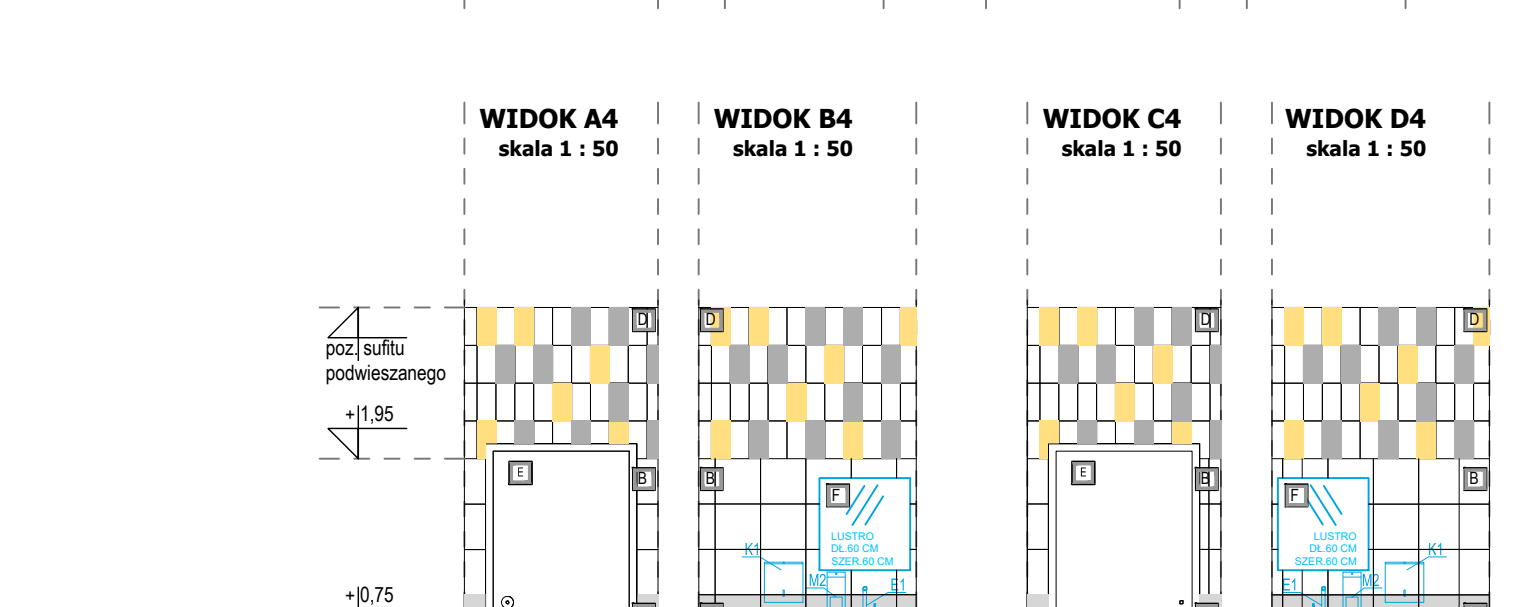 WIDOK A4
skala 1 : 50
WIDOK B4
skala 1 : 50
WIDOK C4
skala 1 : 50
WIDOK D4
skala 1 : 50
poz. sufitu
podwieszanego
+1,95
+0,75
D
E
B
D
B
F
LUSTRO
DŁ.60 CM
SZER.60 CM
K1
M2
E1
D
E
B
D
F
B
LUSTRO
DŁ.60 CM
SZER.60 CM
K1
E1
M2